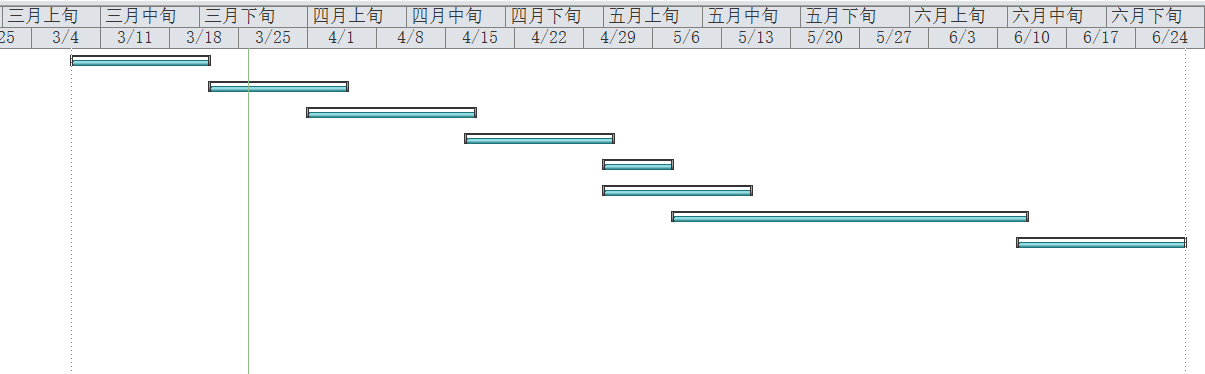 三月上旬 三月中旬 三月下旬 四月上旬 四月中旬 四月下旬 五月上旬 五月中旬 五月下旬 六月上旬 六月中旬 六月下旬
25 3/4 3/11 3/18 3/25 4/1 4/8 4/15 4/22 4/29 5/6 5/13 5/20 5/27 6/3 6/10 6/17 6/24